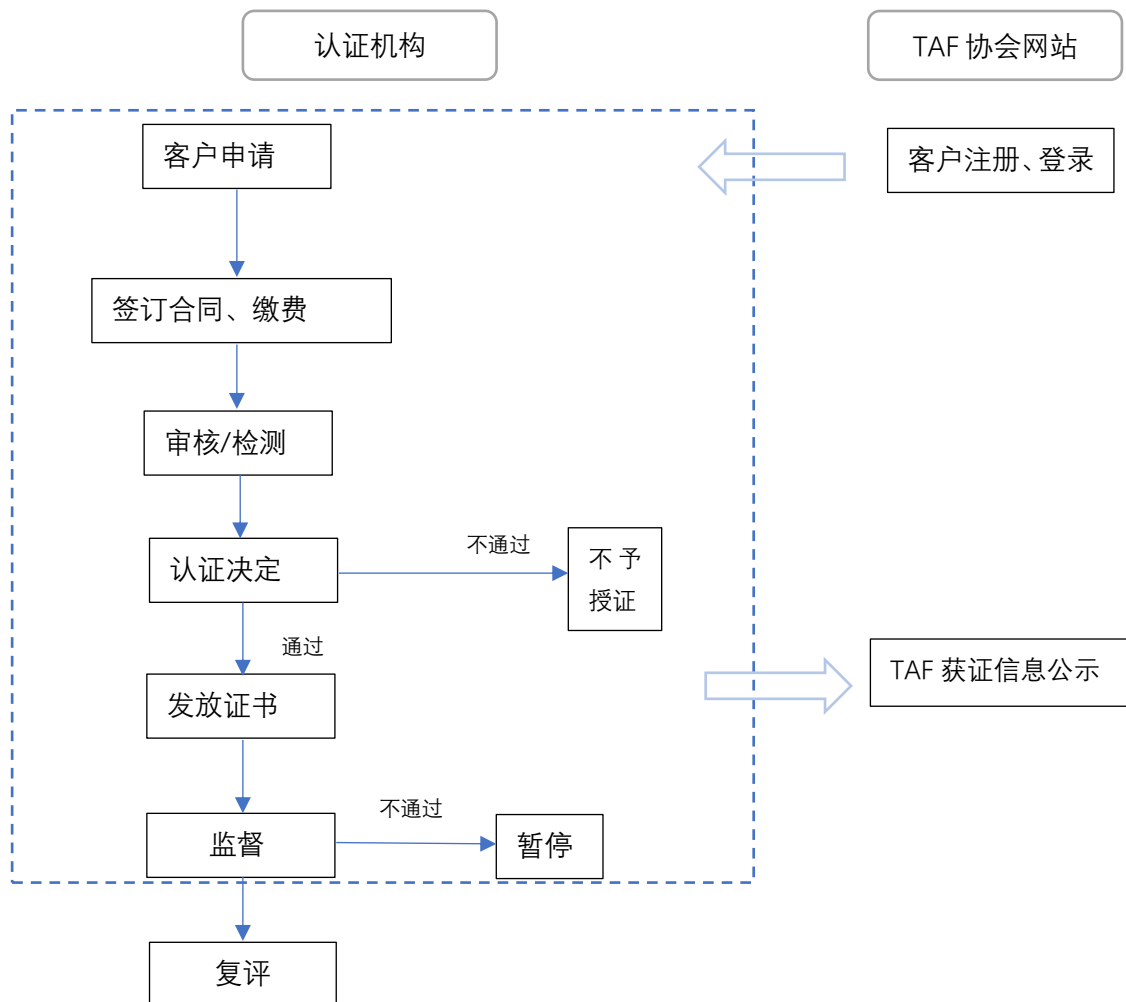 认证机构
TAF 协会网站
客户申请
客户注册、登录
签订合同、缴费
审核/检测
认证决定
不通过
不 予
授证
通过
发放证书
TAF 获证信息公示
监督
不通过
暂停
复评